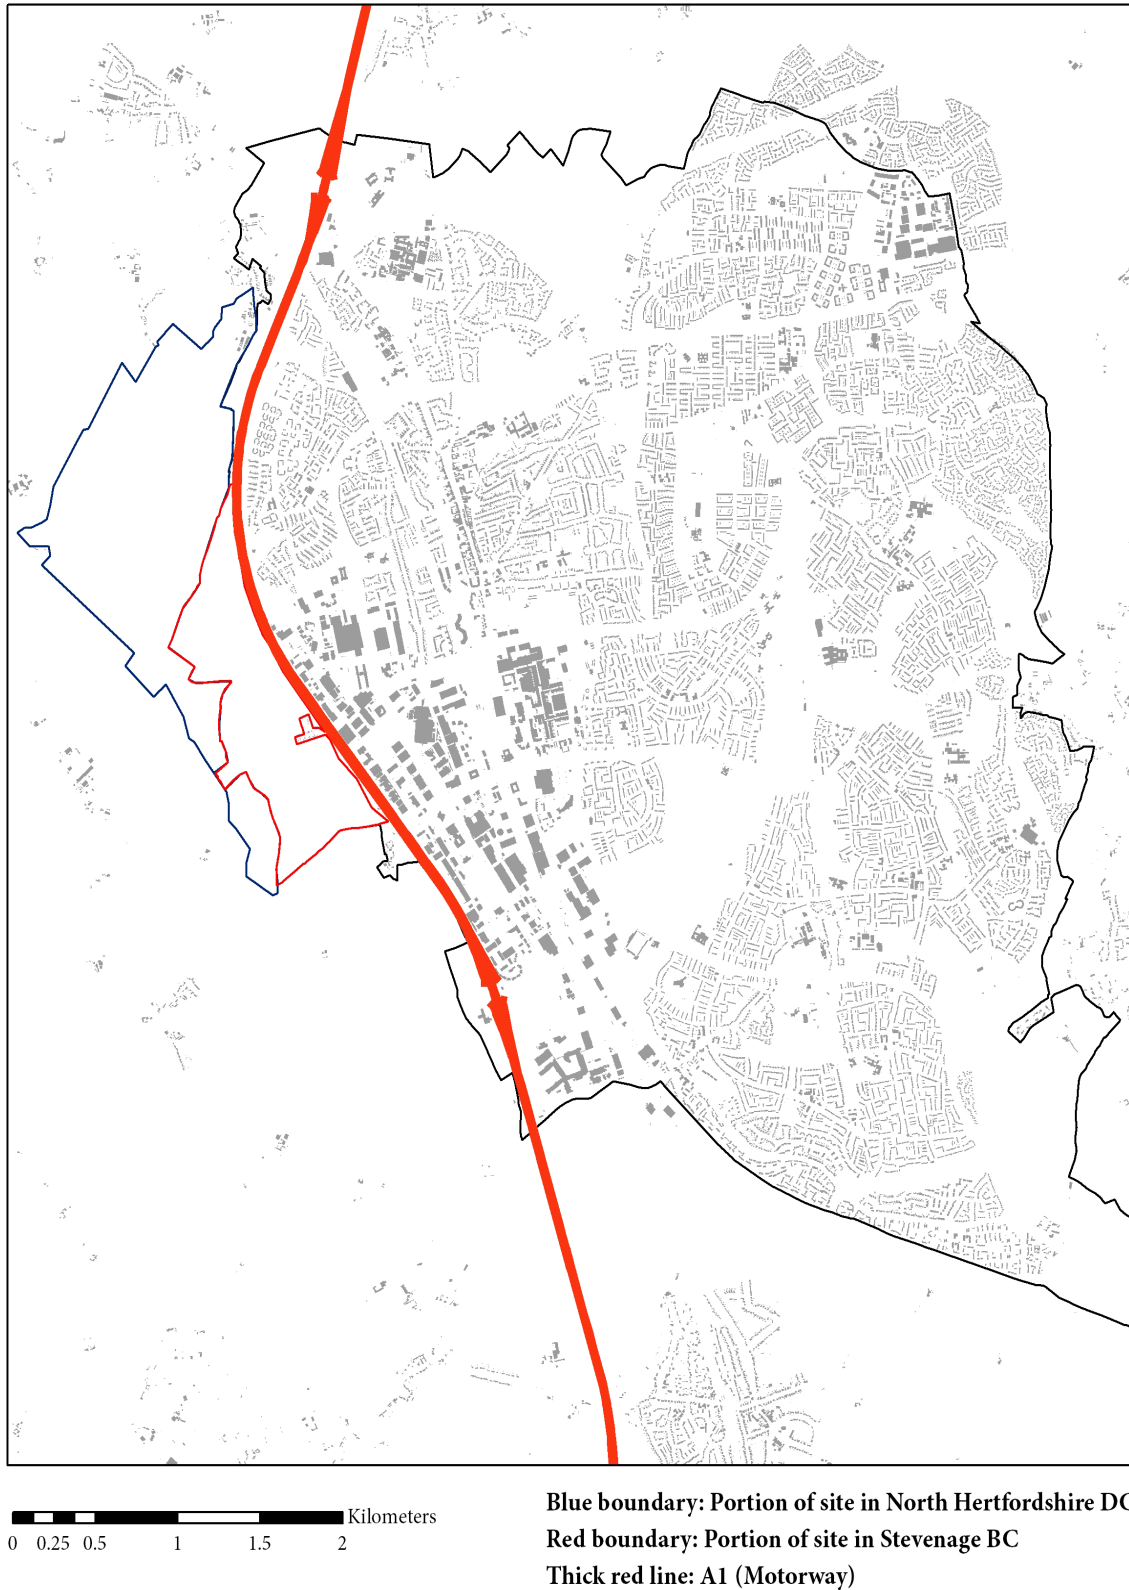 Kilometers
0 0.25 0.5 1 1.5 2
Blue boundary: Portion of site in North Hertfordshire DC
Red boundary: Portion of site in Stevenage BC
Thick red line: A1 (Motorway)